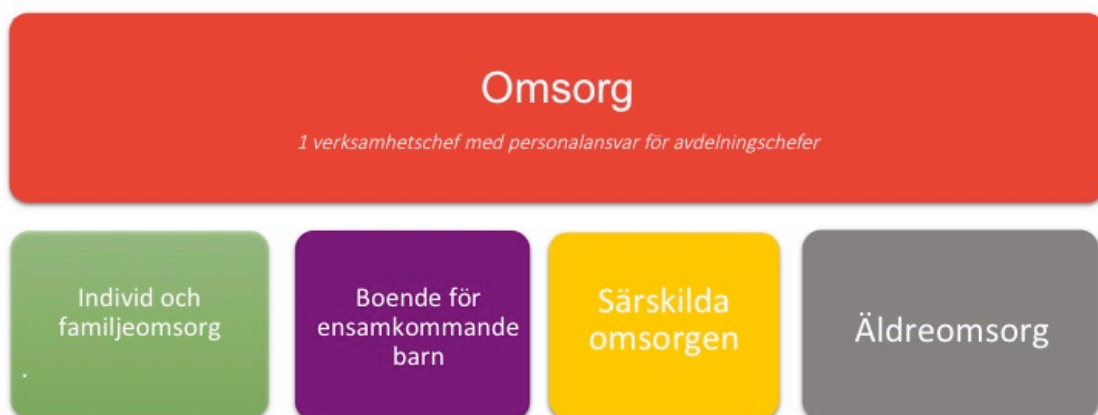 Omsorg
1 verksamhetschef med personalansvar för avdelningschefer
Individ och
familjeomsorg
.
Boende för
ensamkommande
barn
Särskilda
omsorgen
Äldreomsorg